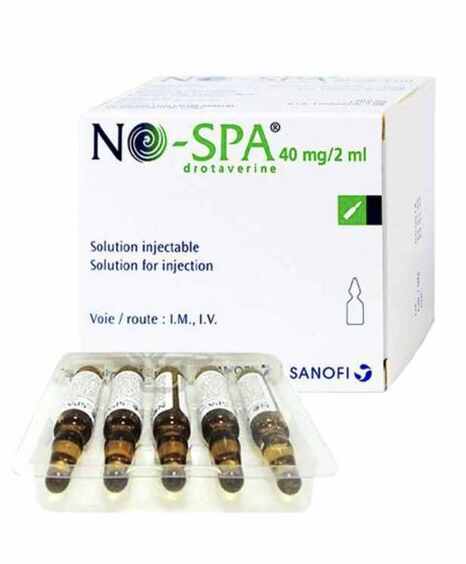 NO-SPA® 40 mg/2 ml
drotaverine
Solution injectable
Solution for injection
Voie / route : I.M., I.V.
SANOFI